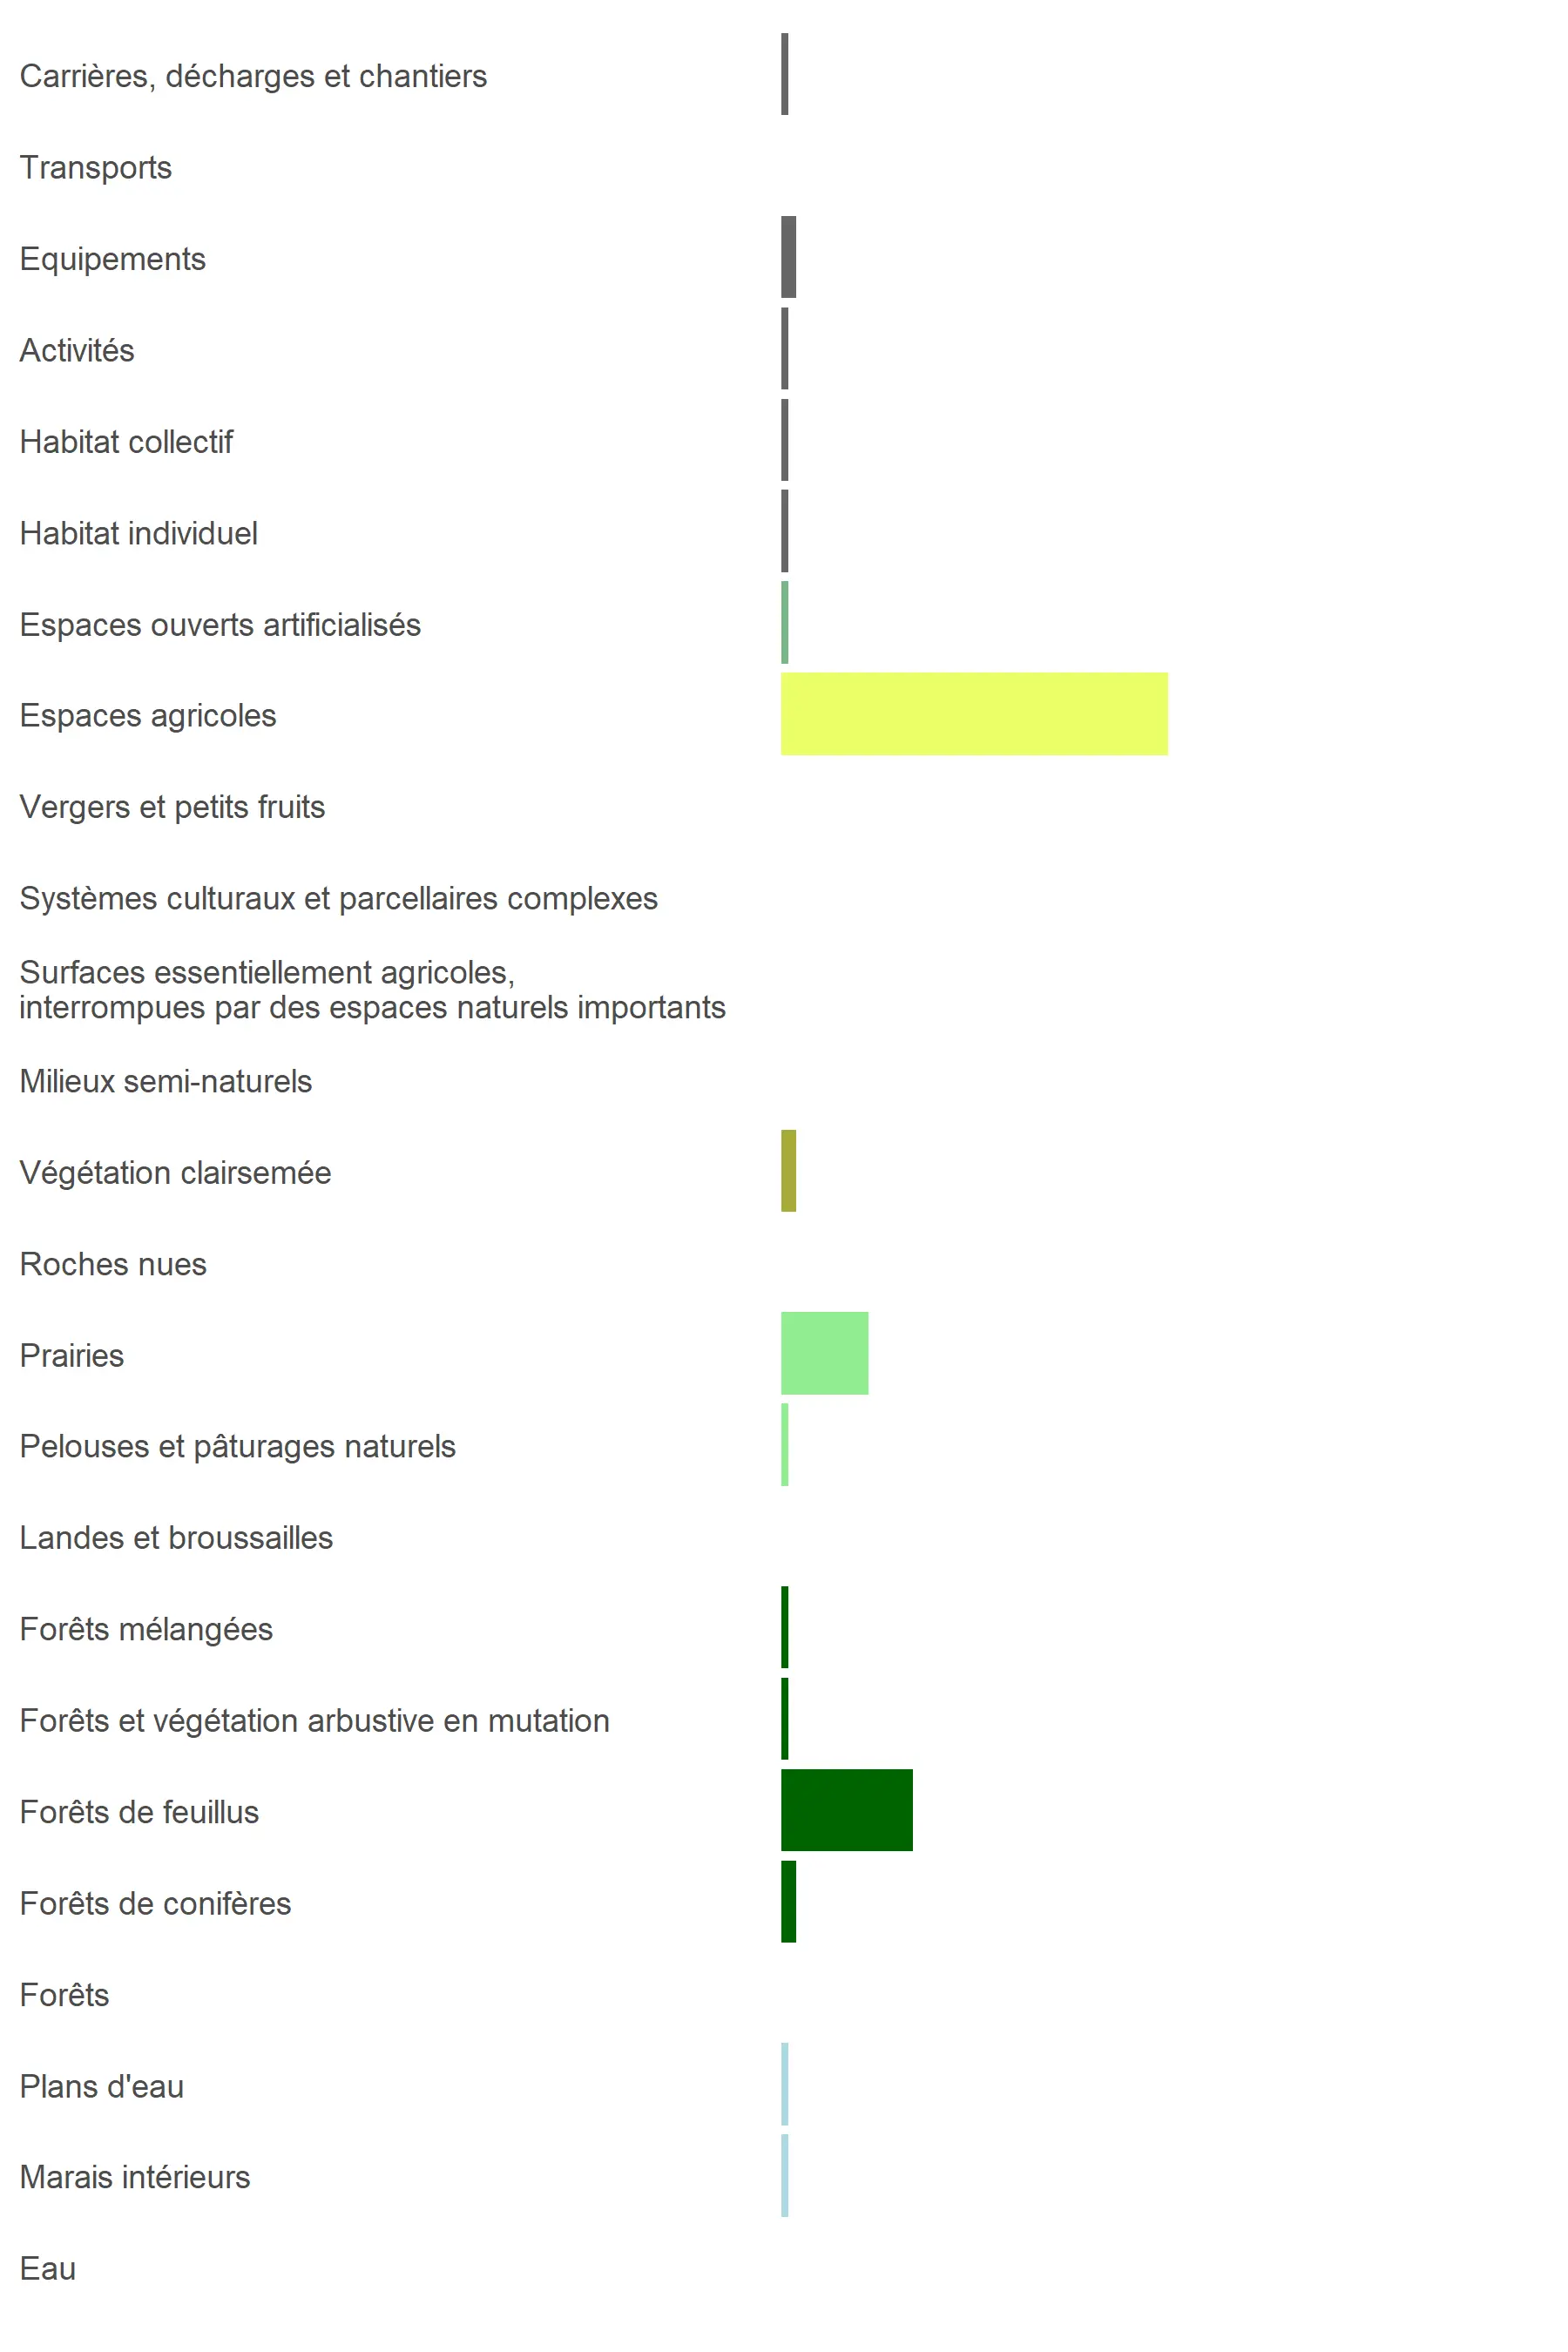 Carrières, décharges et chantiers
Transports
Equipements
Activités
Habitat collectif
Habitat individuel
Espaces ouverts artificialisés
Espaces agricoles
Vergers et petits fruits
Systèmes culturaux et parcellaires complexes
Surfaces essentiellement agricoles,
interrompues par des espaces naturels importants
Milieux semi-naturels
Végétation clairsemée
Roches nues
Prairies
Pelouses et pâturages naturels
Landes et broussailles
Forêts mélangées
Forêts et végétation arbustive en mutation
Forêts de feuillus
Forêts de conifères
Forêts
Plans d'eau
Marais intérieurs
Eau